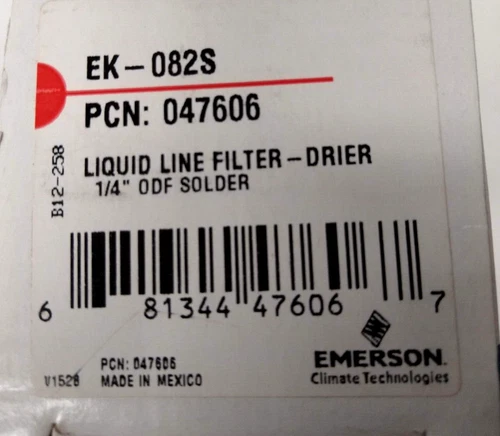 EK-082S
PCN: 047606
B12-258
LIQUID LINE FILTER-DRIER
1/4" ODF SOLDER
6 81344 47606 7
PCN: 047606
V1528 MADE IN MEXICO
EMERSON.
Climate Technologies